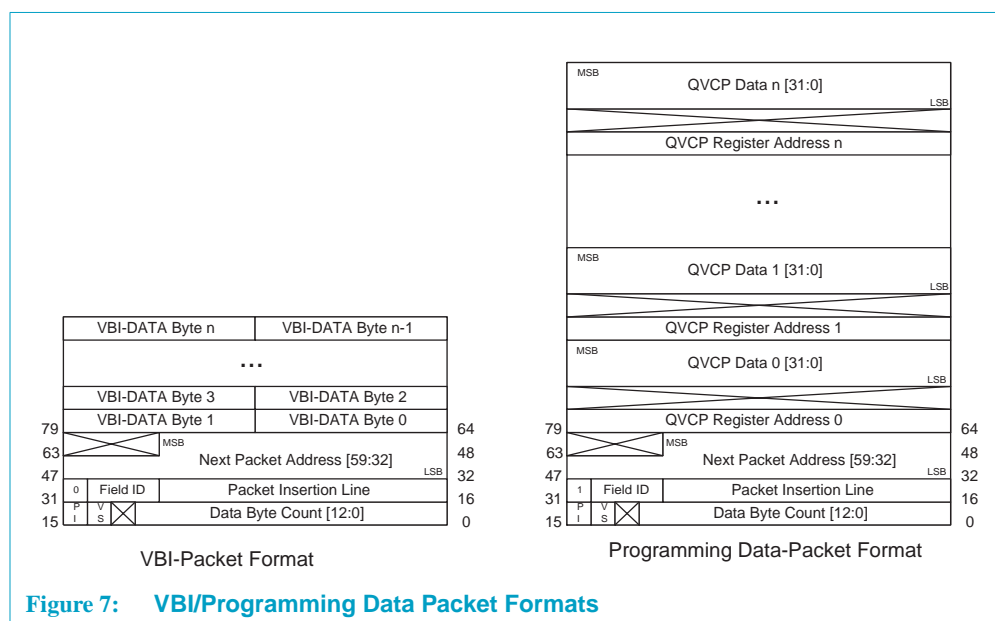 VBI-DATA Byte n VBI-DATA Byte n-1
...
VBI-DATA Byte 3 VBI-DATA Byte 2
VBI-DATA Byte 1 VBI-DATA Byte 0
79 64
MSB
63 Next Packet Address [59:32] 48
LSB
47 32
0 Field ID Packet Insertion Line
31 16
P I V S Data Byte Count [12:0]
15 0
VBI-Packet Format
MSB
QVCP Data n [31:0]
LSB
QVCP Register Address n
...
MSB
QVCP Data 1 [31:0]
LSB
QVCP Register Address 1
MSB
QVCP Data 0 [31:0]
LSB
QVCP Register Address 0
79 64
MSB
63 Next Packet Address [59:32] 48
LSB
47 32
1 Field ID Packet Insertion Line
31 16
P I V S Data Byte Count [12:0]
15 0
Programming Data-Packet Format
Figure 7: VBI/Programming Data Packet Formats